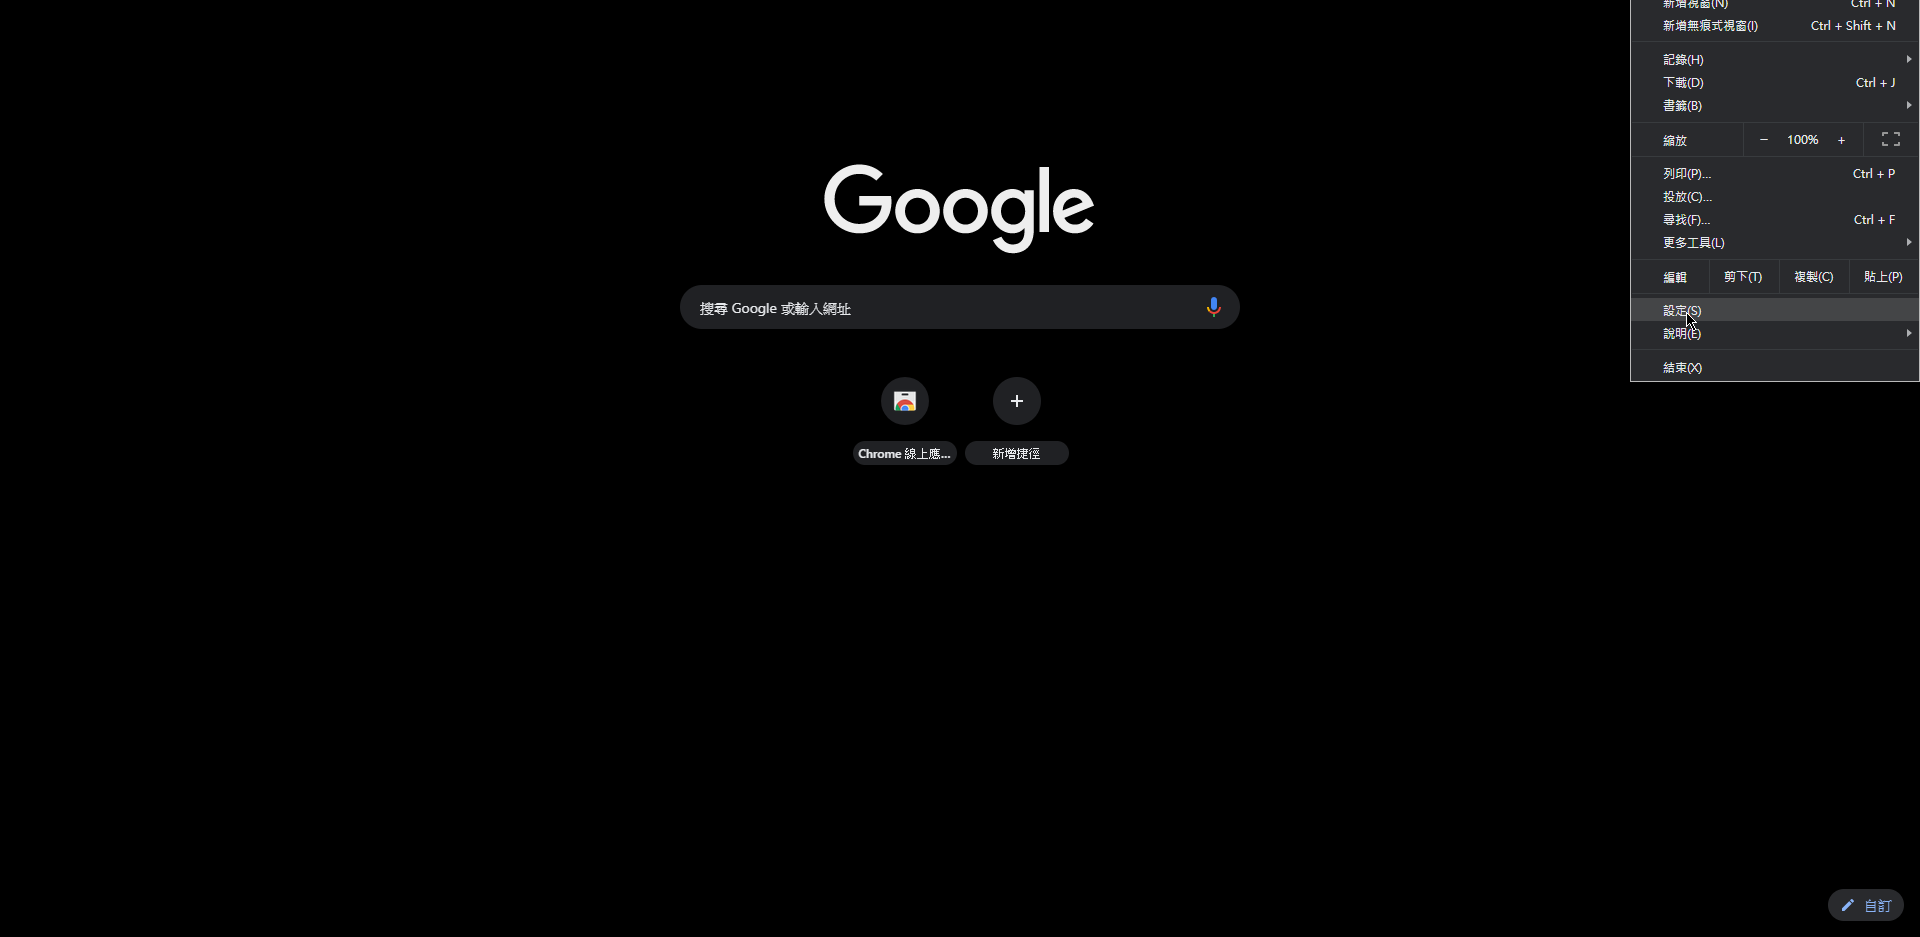 新增視窗(N) Ctrl + N
新增無痕式視窗(I) Ctrl + Shift + N
記錄(H)
下載(D) Ctrl + J
書籤(B)
縮放 − 100% +
列印(P)... Ctrl + P
投放(C)...
尋找(F)... Ctrl + F
更多工具(L)
編輯 剪下(T) 複製(C) 貼上(P)
設定(S)
說明(E)
結束(X)
Google
搜尋 Google 或輸入網址
Chrome 線上應... 新增捷徑
自訂